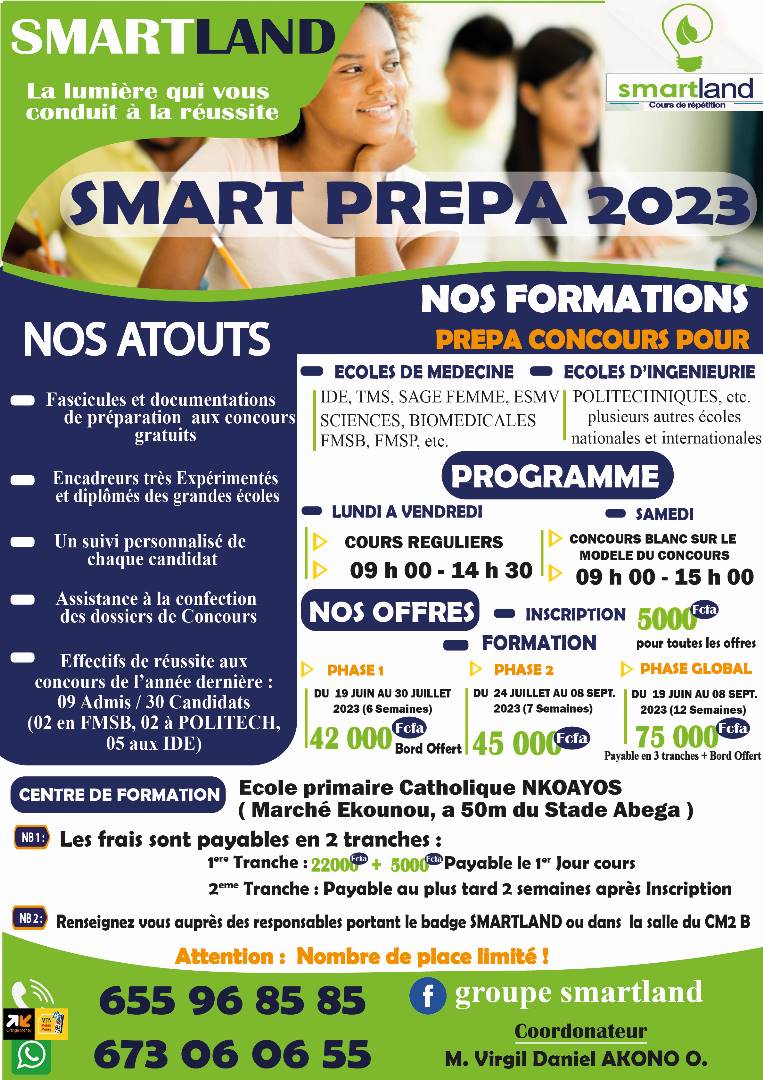 SMARTLAND
La lumière qui vous
conduit à la réussite
smartland
Cours de répétition
SMART PREPA 2023
NOS ATOUTS
Fascicules et documentations
de préparation aux concours
gratuits
Encadreurs très Expérimentés
et diplômés des grandes écoles
Un suivi personnalisé de
chaque candidat
Assistance à la confection
des dossiers de Concours
Effectifs de réussite aux
concours de l'année dernière :
09 Admis / 30 Candidats
(02 en FMSB, 02 à POLITECH,
05 aux IDE)
NOS FORMATIONS
PREPA CONCOURS POUR
ECOLES DE MEDECINE
IDE, TMS, SAGE FEMME, ESMV
SCIENCES, BIOMEDICALES
FMSB, FMSP, etc.
ECOLES D'INGENIEURIE
POLITECHNIQUES, etc.
plusieurs autres écoles
nationales et internationales
PROGRAMME
LUNDI A VENDREDI
COURS REGULIERS
09 h 00 - 14 h 30
SAMEDI
CONCOURS BLANC SUR LE
MODELE DU CONCOURS
09 h 00 - 15 h 00
NOS OFFRES
INSCRIPTION 5000 Fcfa
pour toutes les offres
FORMATION
PHASE 1
DU 19 JUIN AU 30 JUILLET
2023 (6 Semaines)
42 000 Fcfa
Bord Offert
PHASE 2
DU 24 JUILLET AU 08 SEPT.
2023 (7 Semaines)
45 000 Fcfa
PHASE GLOBAL
DU 19 JUIN AU 08 SEPT.
2023 (12 Semaines)
75 000 Fcfa
Payable en 3 tranches + Bord Offert
CENTRE DE FORMATION
Ecole primaire Catholique NKOAYOS
( Marché Ekounou, a 50m du Stade Abega )
NB 1 : Les frais sont payables en 2 tranches :
1ere Tranche : 22000 Fcfa + 5000 Fcfa Payable le 1er Jour cours
2eme Tranche : Payable au plus tard 2 semaines après Inscription
NB 2 : Renseignez vous auprès des responsables portant le badge SMARTLAND ou dans la salle du CM2 B
Attention : Nombre de place limité !
655 96 85 85
673 06 06 55
groupe smartland
Coordonateur
M. Virgil Daniel AKONO O.